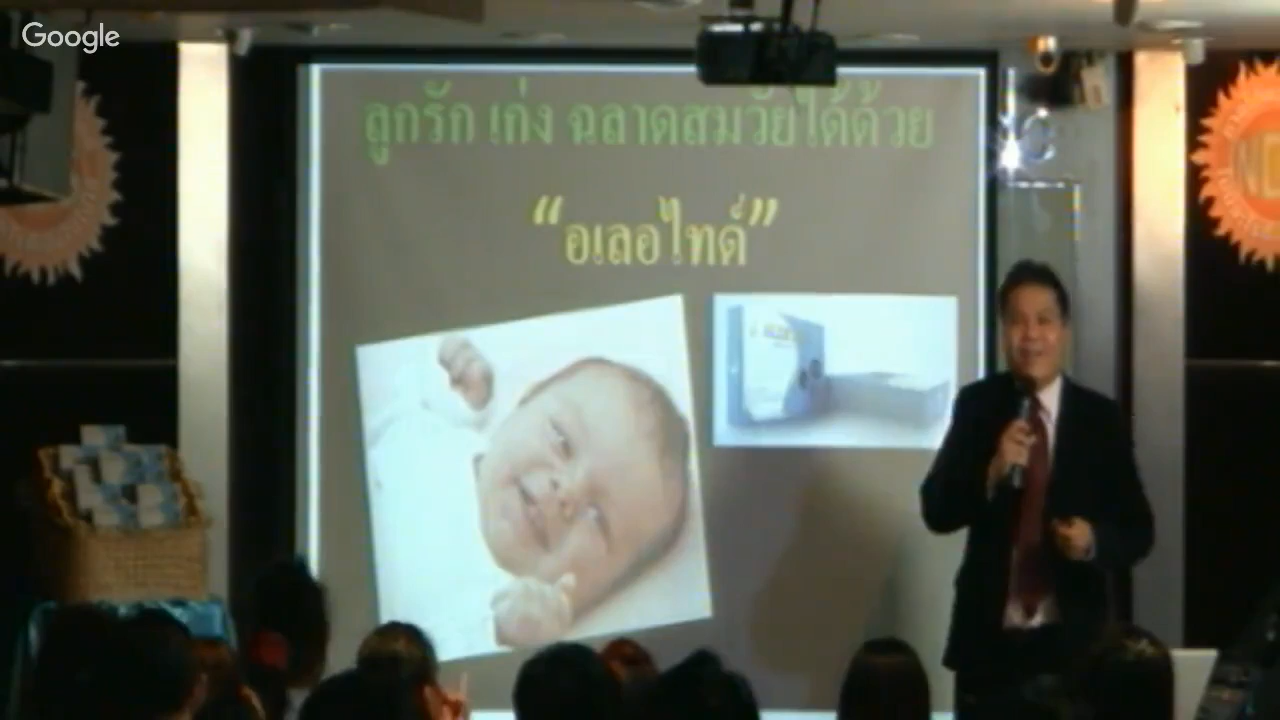 Google
ลูกรัก เก่ง ฉลาดสมวัยได้ด้วย
“อเลอไทด์”